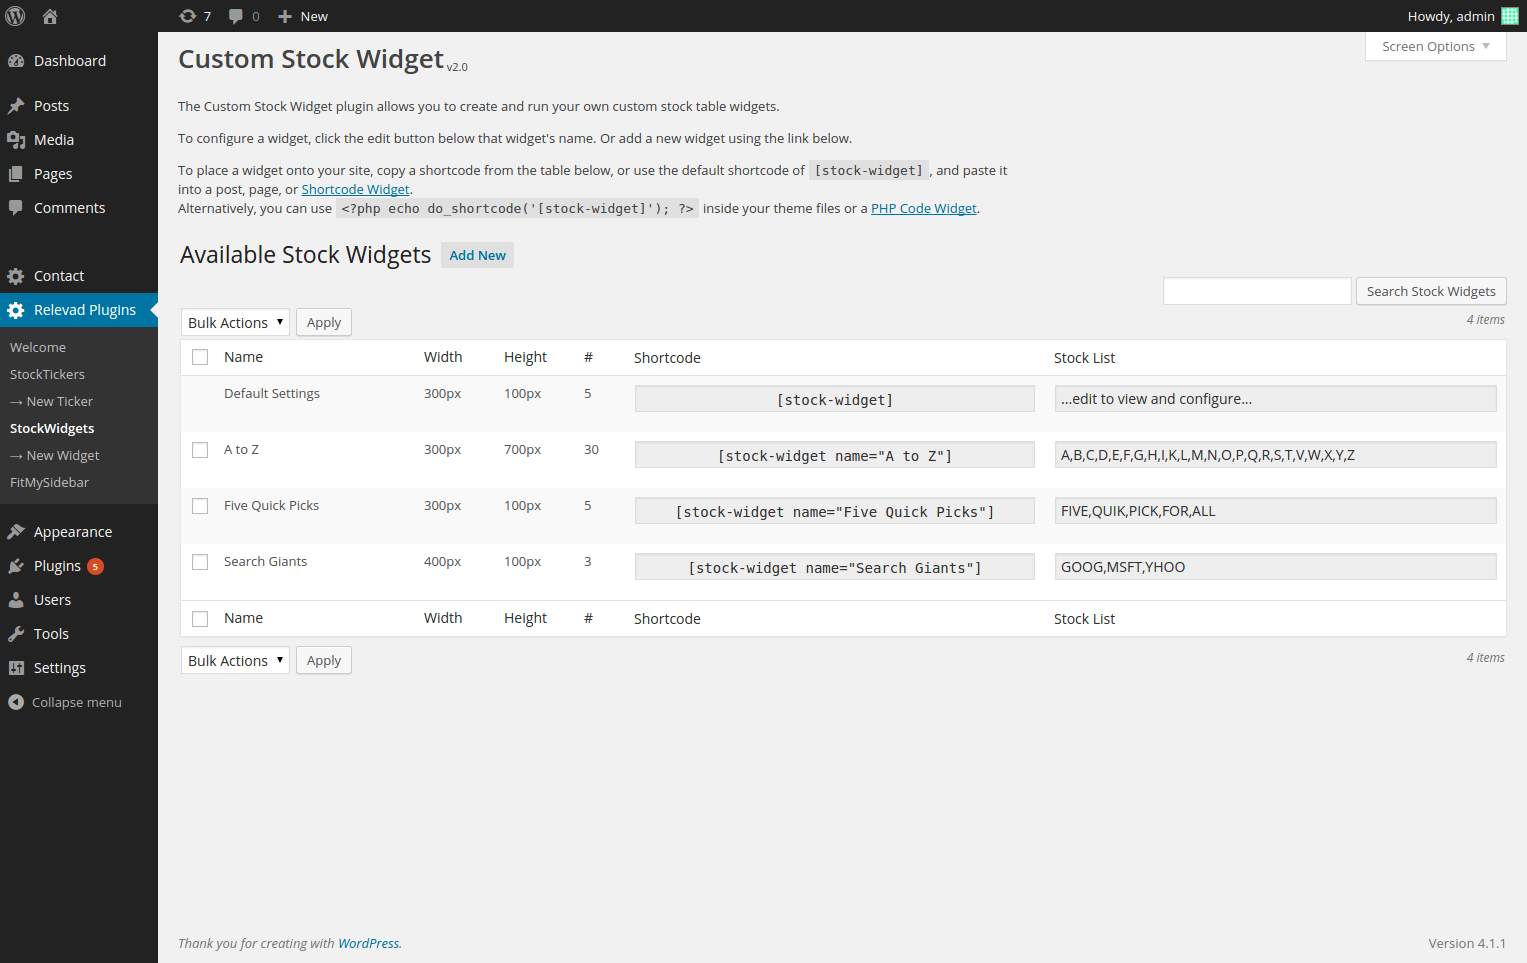 7 0 New Howdy, admin
Screen Options
Dashboard
Posts
Media
Pages
Comments
Contact
Relevad Plugins
Welcome
StockTickers
→ New Ticker
StockWidgets
→ New Widget
FitMySidebar
Appearance
Plugins 5
Users
Tools
Settings
Collapse menu
Custom Stock Widget v2.0
The Custom Stock Widget plugin allows you to create and run your own custom stock table widgets.
To configure a widget, click the edit button below that widget's name. Or add a new widget using the link below.
To place a widget onto your site, copy a shortcode from the table below, or use the default shortcode of [stock-widget] , and paste it
into a post, page, or Shortcode Widget.
Alternatively, you can use <?php echo do_shortcode('[stock-widget]'); ?> inside your theme files or a PHP Code Widget.
Available Stock Widgets Add New
Search Stock Widgets
Bulk Actions Apply 4 items
Name Width Height # Shortcode Stock List
Default Settings 300px 100px 5 [stock-widget] ...edit to view and configure...
A to Z 300px 700px 30 [stock-widget name="A to Z"] A,B,C,D,E,F,G,H,I,K,L,M,N,O,P,Q,R,S,T,V,W,X,Y,Z
Five Quick Picks 300px 100px 5 [stock-widget name="Five Quick Picks"] FIVE,QUIK,PICK,FOR,ALL
Search Giants 400px 100px 3 [stock-widget name="Search Giants"] GOOG,MSFT,YHOO
Name Width Height # Shortcode Stock List
Bulk Actions Apply 4 items
Thank you for creating with WordPress. Version 4.1.1